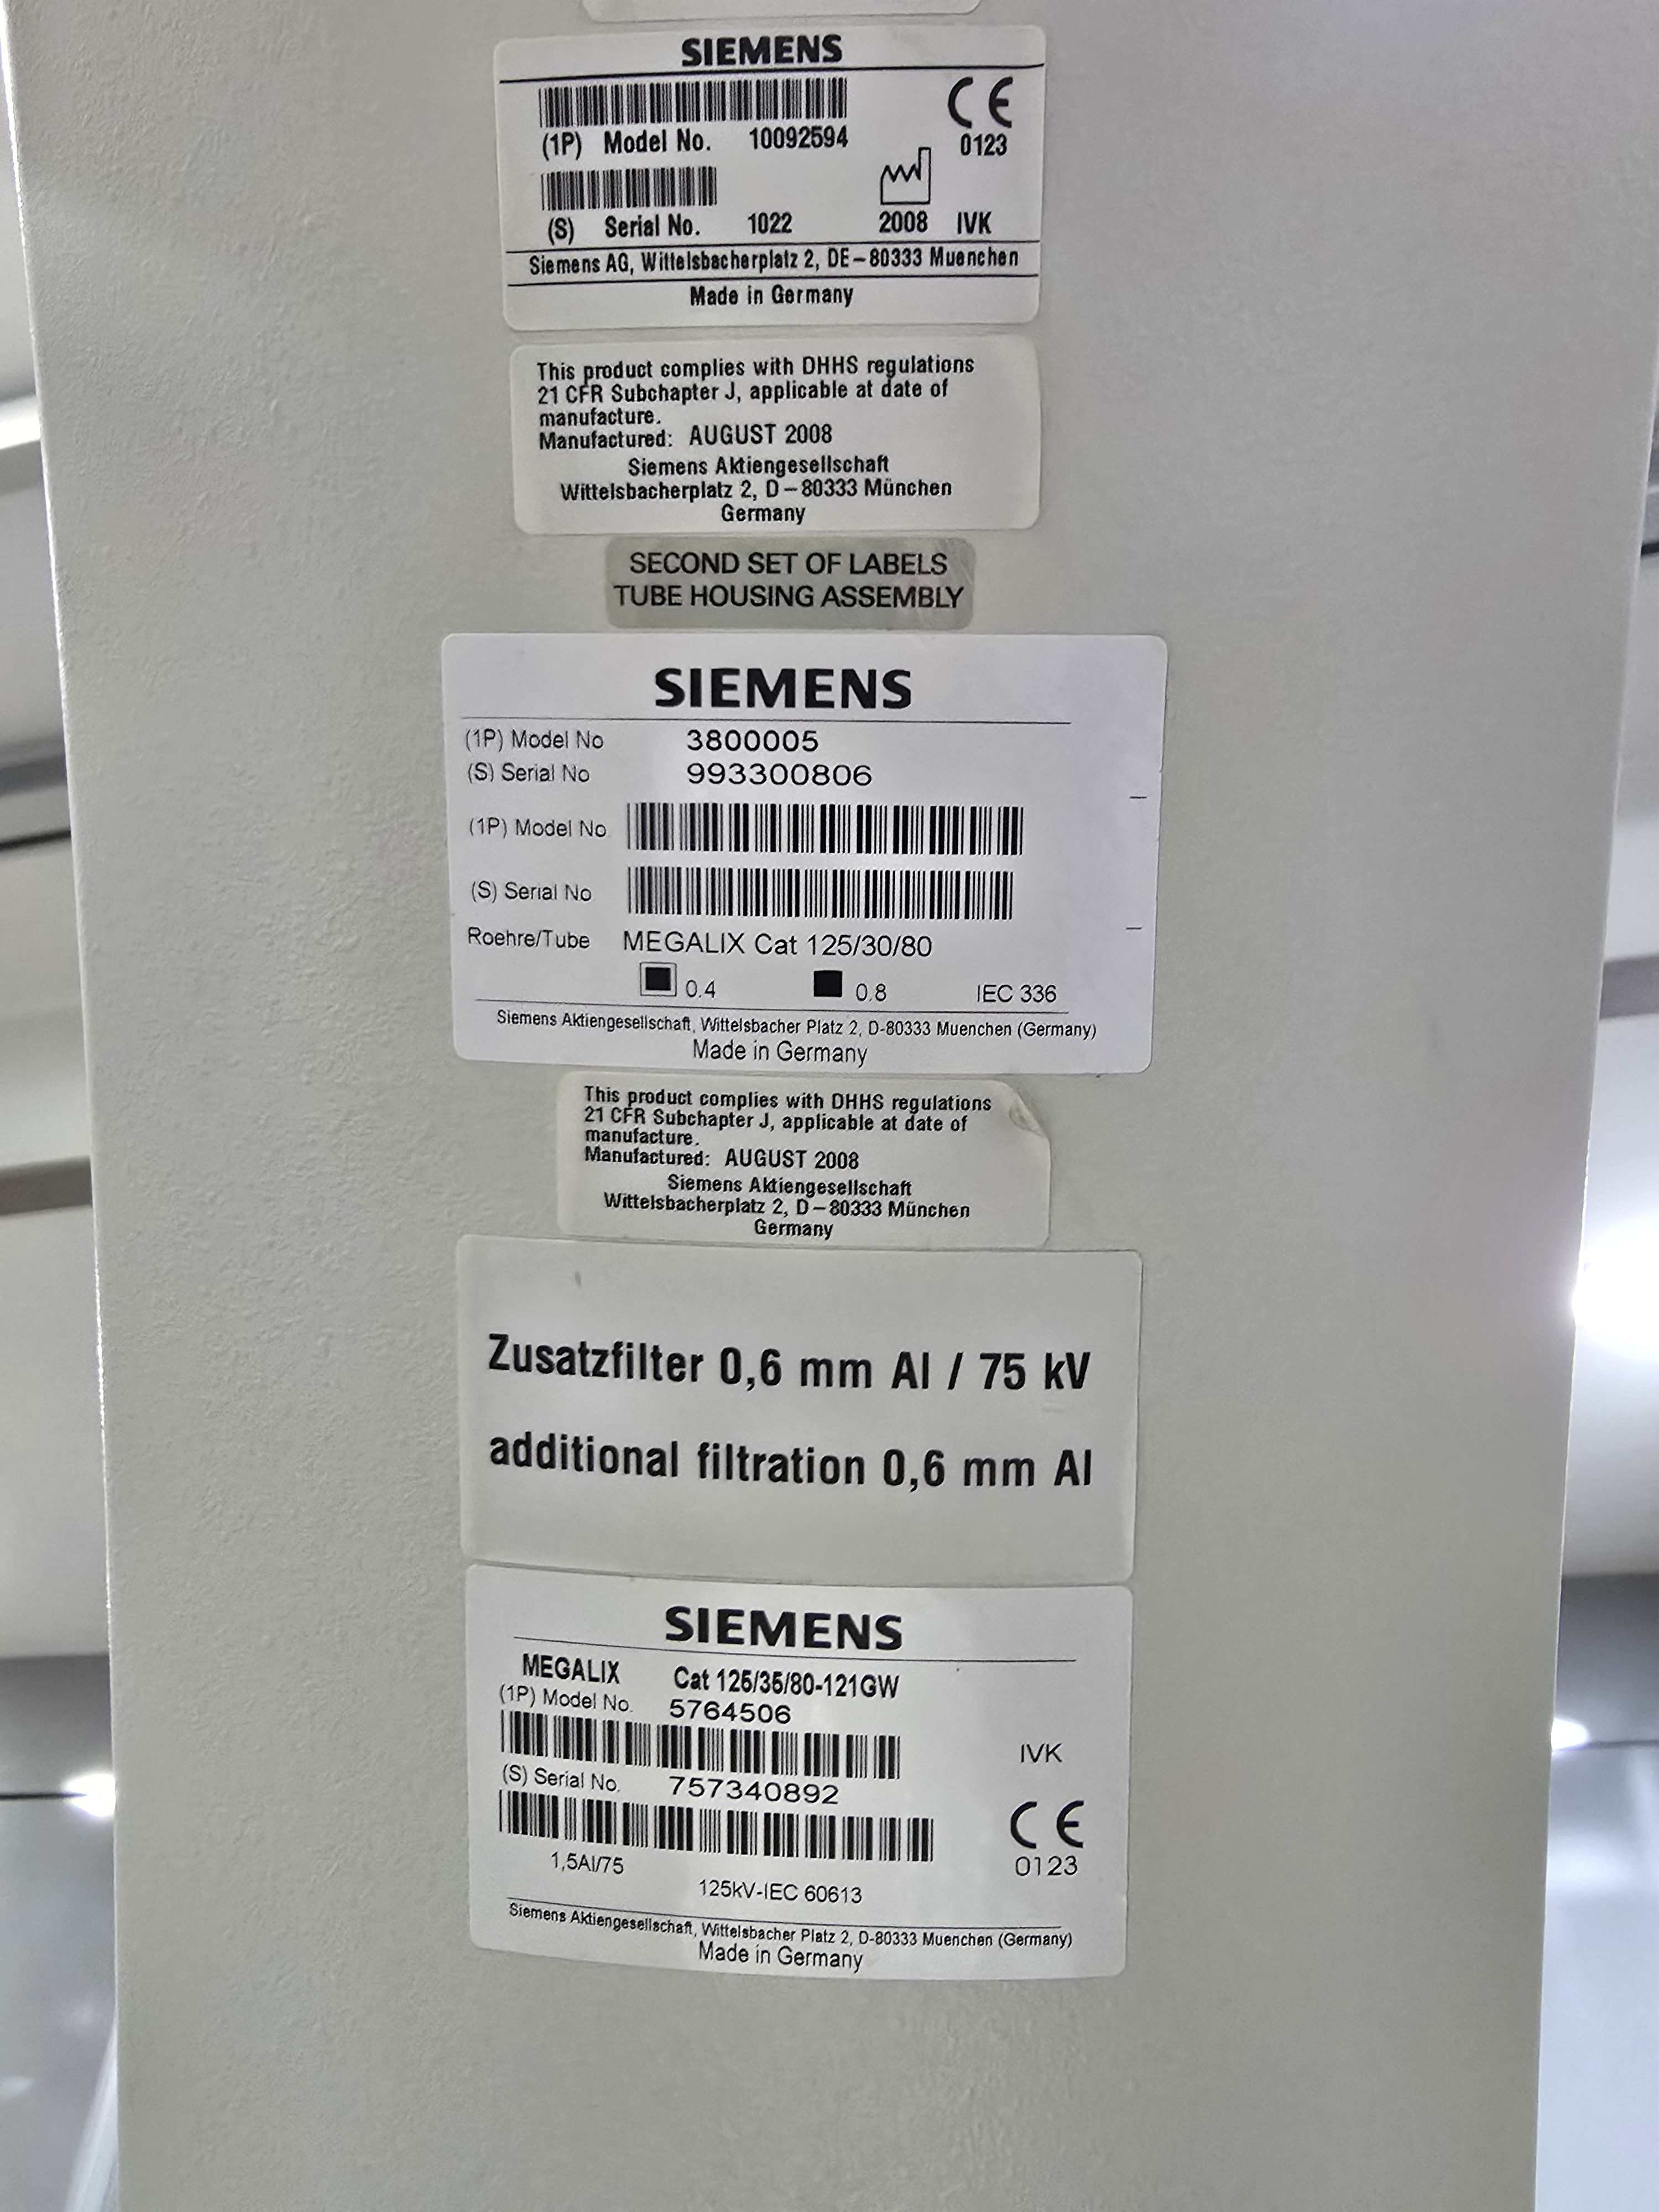 SIEMENS
(1P) Model No. 10092594
CE
0123
(S) Serial No. 1022
2008 IVK
Siemens AG, Wittelsbacherplatz 2, DE-80333 Muenchen
Made in Germany
This product complies with DHHS regulations
21 CFR Subchapter J, applicable at date of
manufacture.
Manufactured: AUGUST 2008
Siemens Aktiengesellschaft
Wittelsbacherplatz 2, D-80333 München
Germany
SECOND SET OF LABELS
TUBE HOUSING ASSEMBLY
SIEMENS
(1P) Model No 3800005
(S) Serial No 993300806
(1P) Model No
(S) Serial No
Roehre/Tube MEGALIX Cat 125/30/80
0.4 0.8 IEC 336
Siemens Aktiengesellschaft, Wittelsbacher Platz 2, D-80333 Muenchen (Germany)
Made in Germany
This product complies with DHHS regulations
21 CFR Subchapter J, applicable at date of
manufacture.
Manufactured: AUGUST 2008
Siemens Aktiengesellschaft
Wittelsbacherplatz 2, D-80333 München
Germany
Zusatzfilter 0,6 mm Al / 75 kV
additional filtration 0,6 mm Al
SIEMENS
MEGALIX Cat 125/35/80-121GW
(1P) Model No. 5764506
IVK
(S) Serial No. 757340892
CE
0123
1,5Al/75
125kV-IEC 60613
Siemens Aktiengesellschaft, Wittelsbacher Platz 2, D-80333 Muenchen (Germany)
Made in Germany